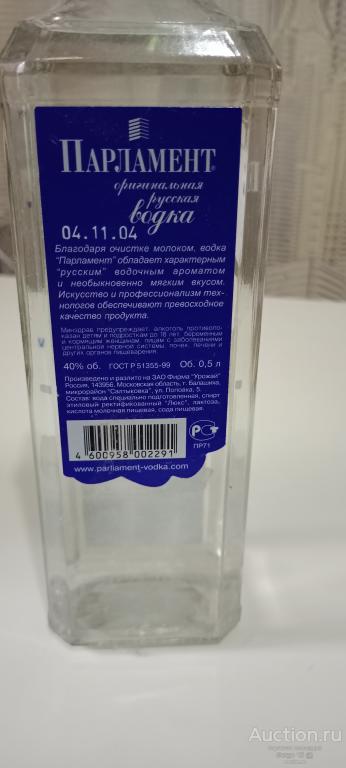 ПАРЛАМЕНТ
оригинальная
русская
водка
04.11.04
Благодаря очистке молоком, водка
"Парламент" обладает характерным
"русским" водочным ароматом
и необыкновенно мягким вкусом.
Искусство и профессионализм тех-
нологов обеспечивают превосходное
качество продукта.
Минздрав предупреждает: алкоголь противопо-
казан детям и подросткам до 18 лет, беременным
и кормящим женщинам, лицам с заболеваниями
центральной нервной системы, почек, печени и
других органов пищеварения.
40% об. ГОСТ Р 51355-99 Об. 0,5 л
Произведено и разлито на ЗАО Фирма "Урожай"
Россия, 143956, Московская область, г. Балашиха,
микрорайон "Салтыковка", ул. Поповка, 5.
Состав: вода специально подготовленная, спирт
этиловый ректификованный "Люкс", лактоза,
кислота молочная пищевая, сода пищевая.
4 600958 002291
ПР71
www.parliament-vodka.com
Auction.ru